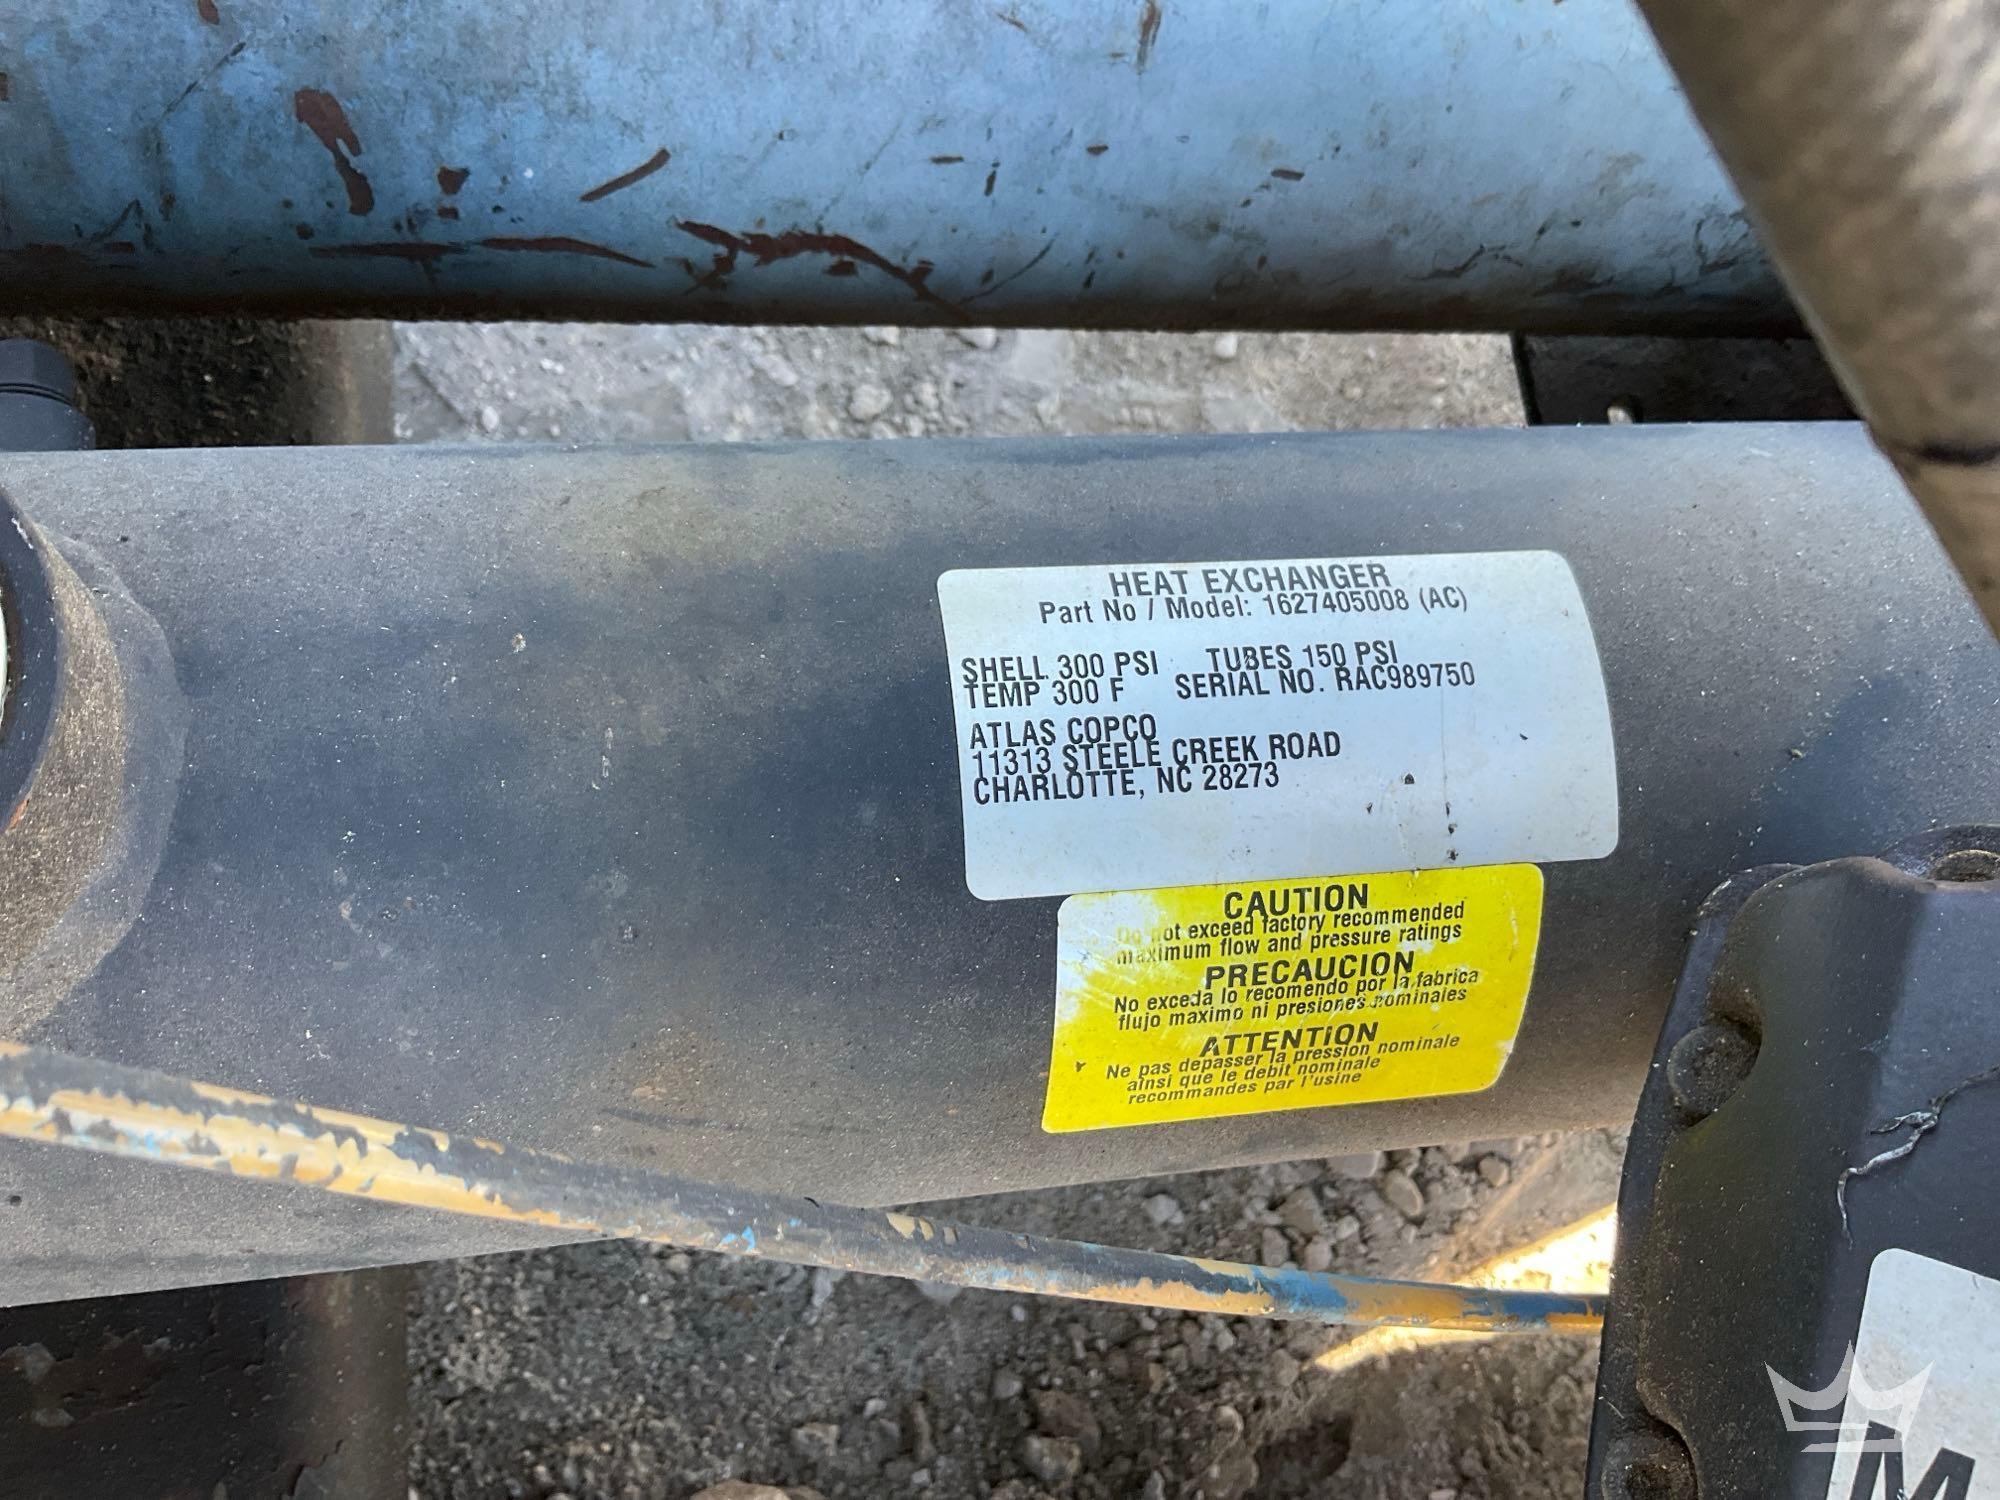 HEAT EXCHANGER
Part No / Model: 1627405008 (AC)
SHELL 300 PSI TUBES 150 PSI
TEMP 300 F SERIAL NO. RAC989750
ATLAS COPCO
11313 STEELE CREEK ROAD
CHARLOTTE, NC 28273
CAUTION
Do not exceed factory recommended
maximum flow and pressure ratings
PRECAUCION
No exceda lo recomendo por la fabrica
flujo maximo ni presiones nominales
ATTENTION
Ne pas depasser la pression nominale
ainsi que le debit nominale
recommandes par l'usine
M